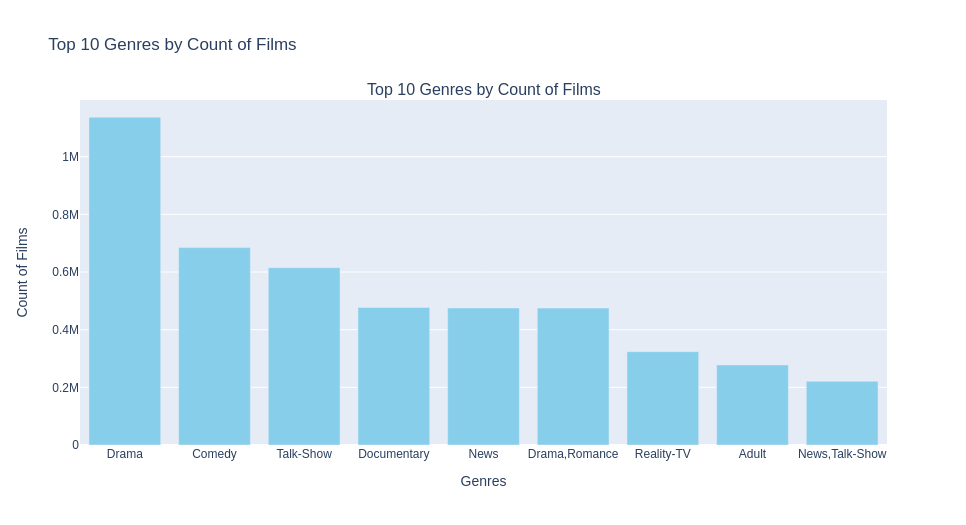 Top 10 Genres by Count of Films
Top 10 Genres by Count of Films
1M
0.8M
0.6M
0.4M
0.2M
0
Count of Films
Drama
Comedy
Talk-Show
Documentary
News
Drama,Romance
Reality-TV
Adult
News,Talk-Show
Genres